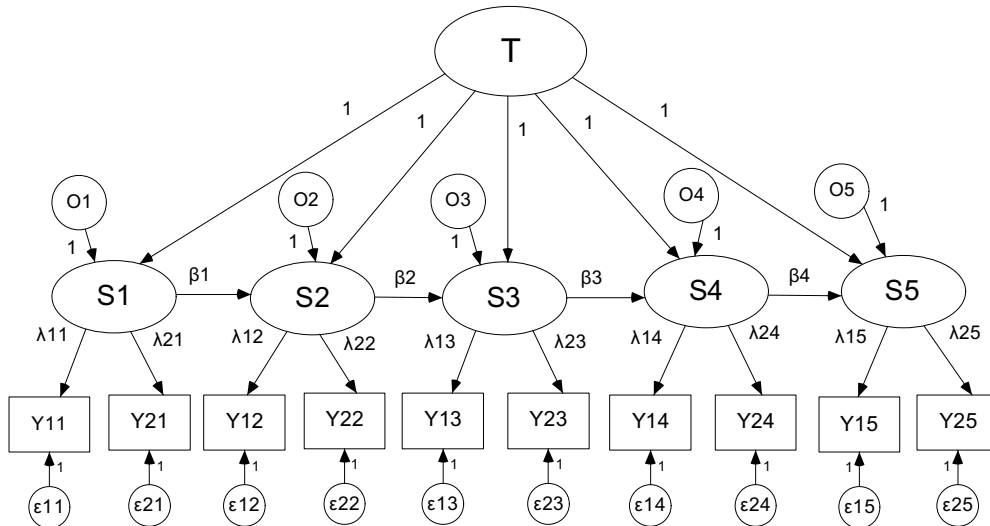 T
1 1 1 1 1
O1 O2 O3 O4 O5
1 1 1 1 1
S1 β1 S2 β2 S3 β3 S4 β4 S5
λ11 λ21 λ12 λ22 λ13 λ23 λ14 λ24 λ15 λ25
Y11 Y21 Y12 Y22 Y13 Y23 Y14 Y24 Y15 Y25
1 1 1 1 1 1 1 1 1 1
ε11 ε21 ε12 ε22 ε13 ε23 ε14 ε24 ε15 ε25